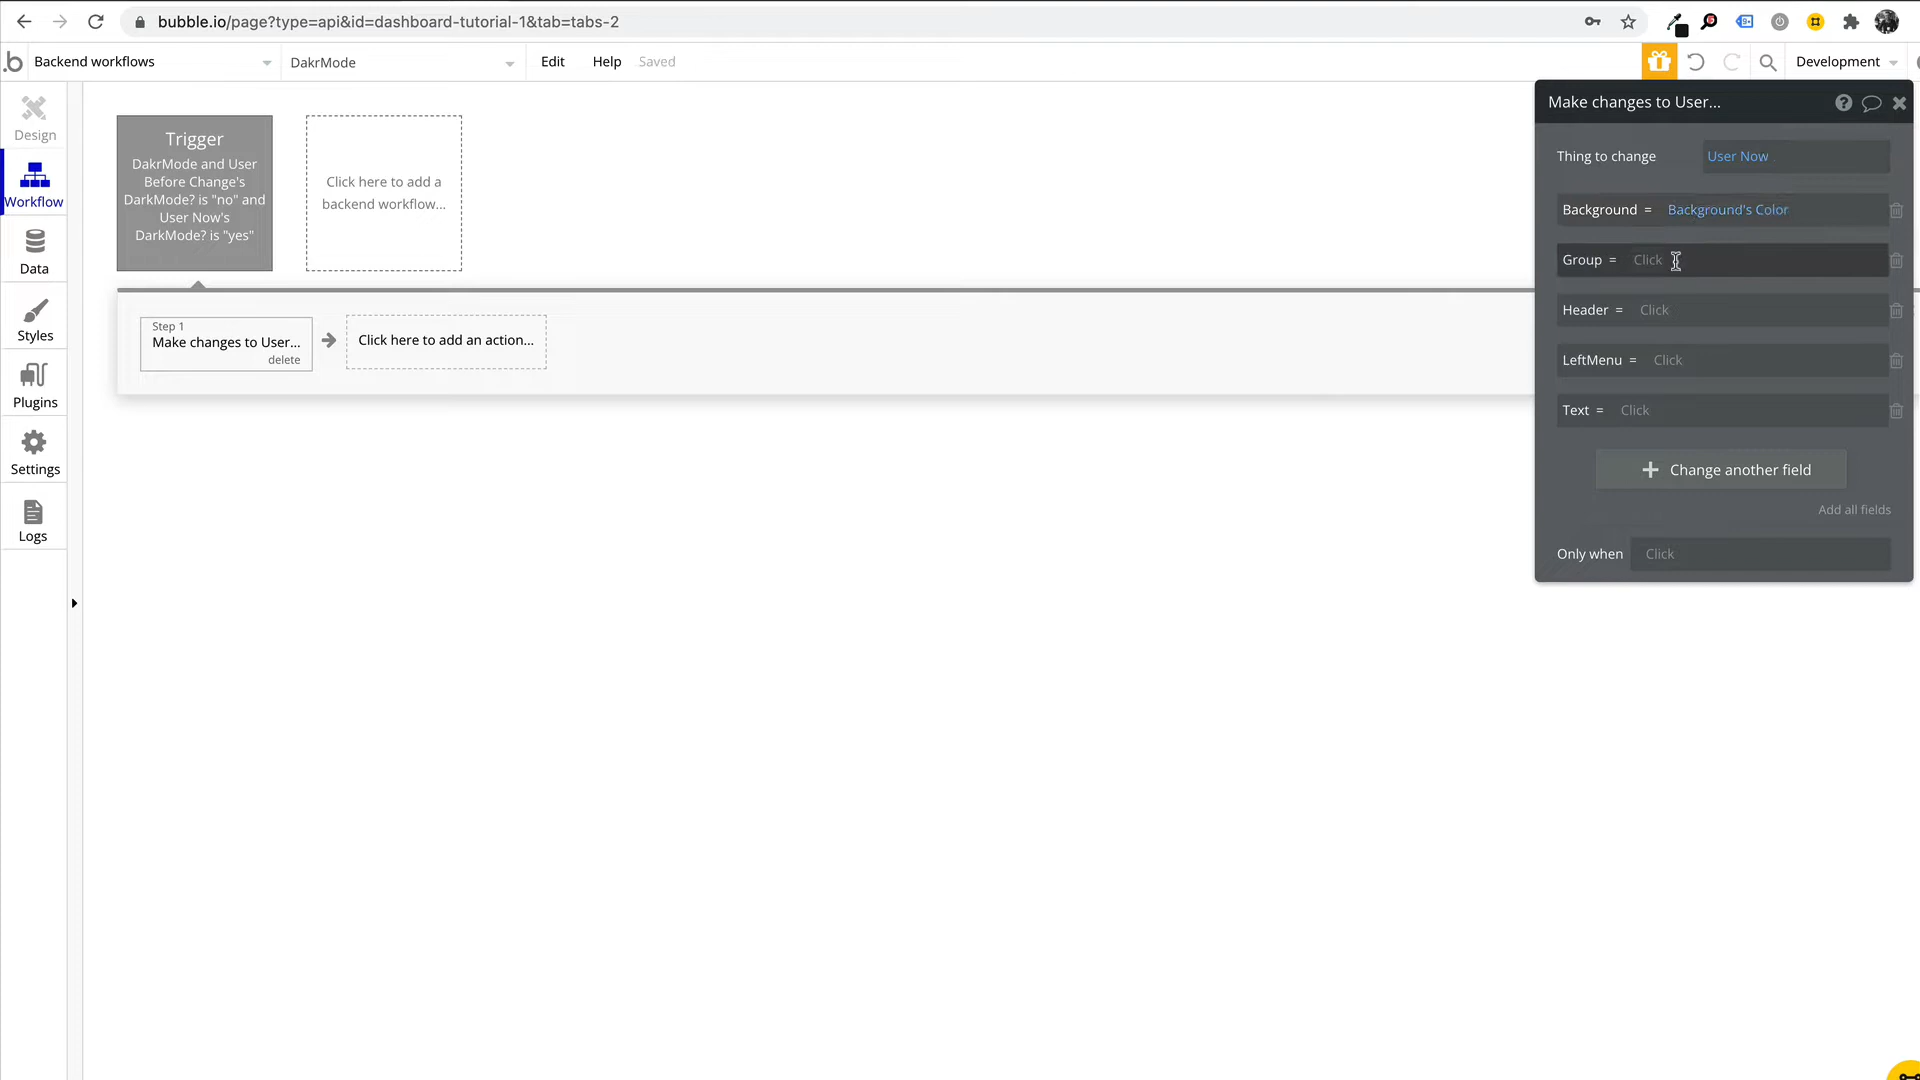 bubble.io/page?type=api&id=dashboard-tutorial-1&tab=tabs-2
.b
Backend workflows
DakrMode
Edit
Help
Saved
Development
Design
Workflow
Data
Styles
Plugins
Settings
Logs
Trigger
DakrMode and User
Before Change's
DarkMode? is "no" and
User Now's
DarkMode? is "yes"
Click here to add a
backend workflow...
Step 1
Make changes to User...
delete
Click here to add an action...
Make changes to User...
Thing to change
User Now
Background = Background's Color
Group = Click
Header = Click
LeftMenu = Click
Text = Click
+ Change another field
Add all fields
Only when Click